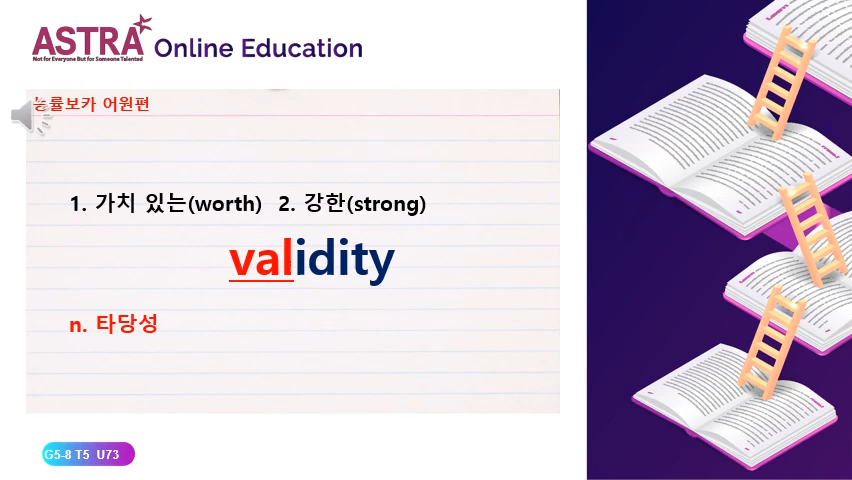 ASTRA Online Education
Not for Everyone But for Someone Talented
능률보카 어원편
1. 가치 있는(worth) 2. 강한(strong)
validity
n. 타당성
G5-8 T5 U73